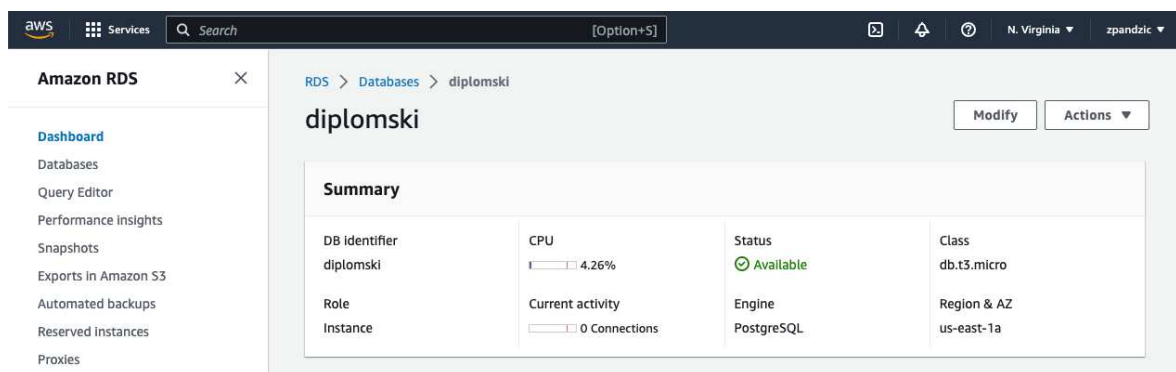 aws Services Search [Option+S] N. Virginia ▼ zpandzic ▼
Amazon RDS
Dashboard
Databases
Query Editor
Performance insights
Snapshots
Exports in Amazon S3
Automated backups
Reserved instances
Proxies
RDS > Databases > diplomski
diplomski
Modify Actions ▼
Summary
DB identifier CPU Status Class
diplomski 4.26% Available db.t3.micro
Role Current activity Engine Region & AZ
Instance 0 Connections PostgreSQL us-east-1a